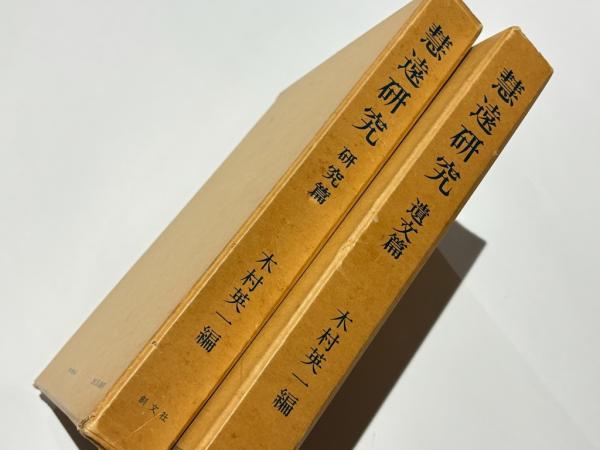 慧遠研究 研究篇
木村英一編
創文社
慧遠研究 遺文篇
木村英一編